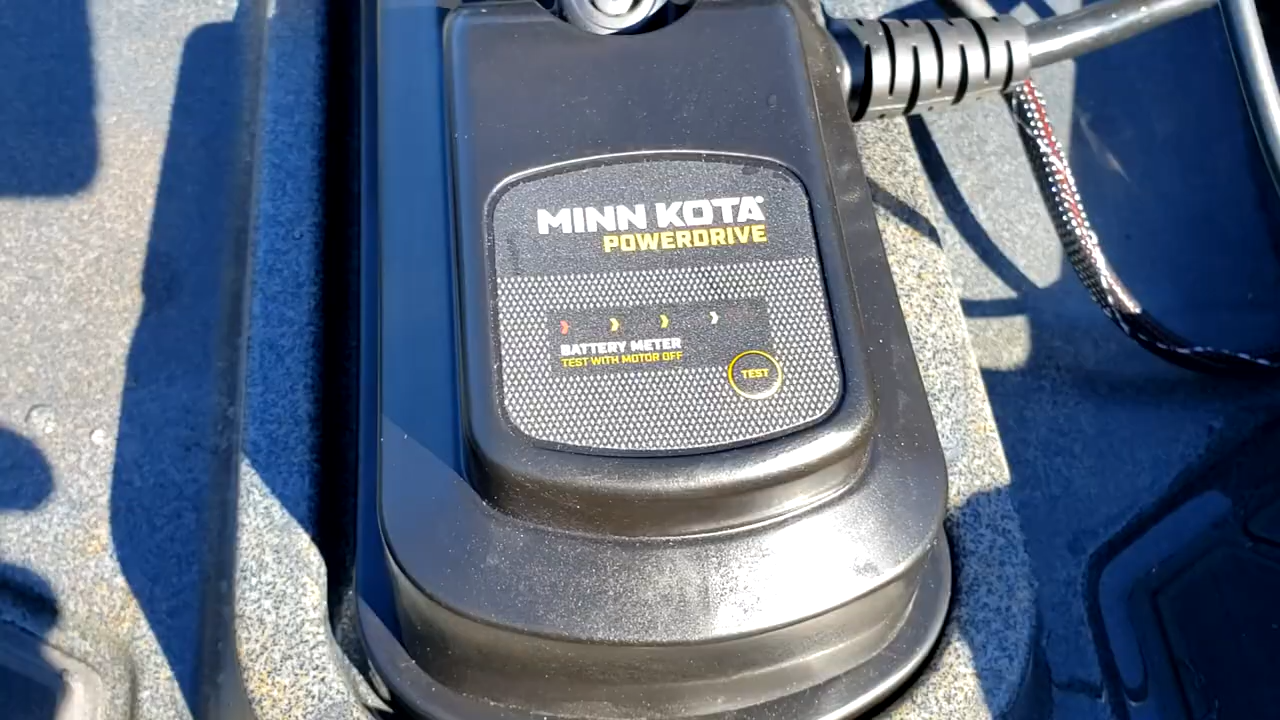 MINN KOTA
POWERDRIVE
BATTERY METER
TEST WITH MOTOR OFF
TEST